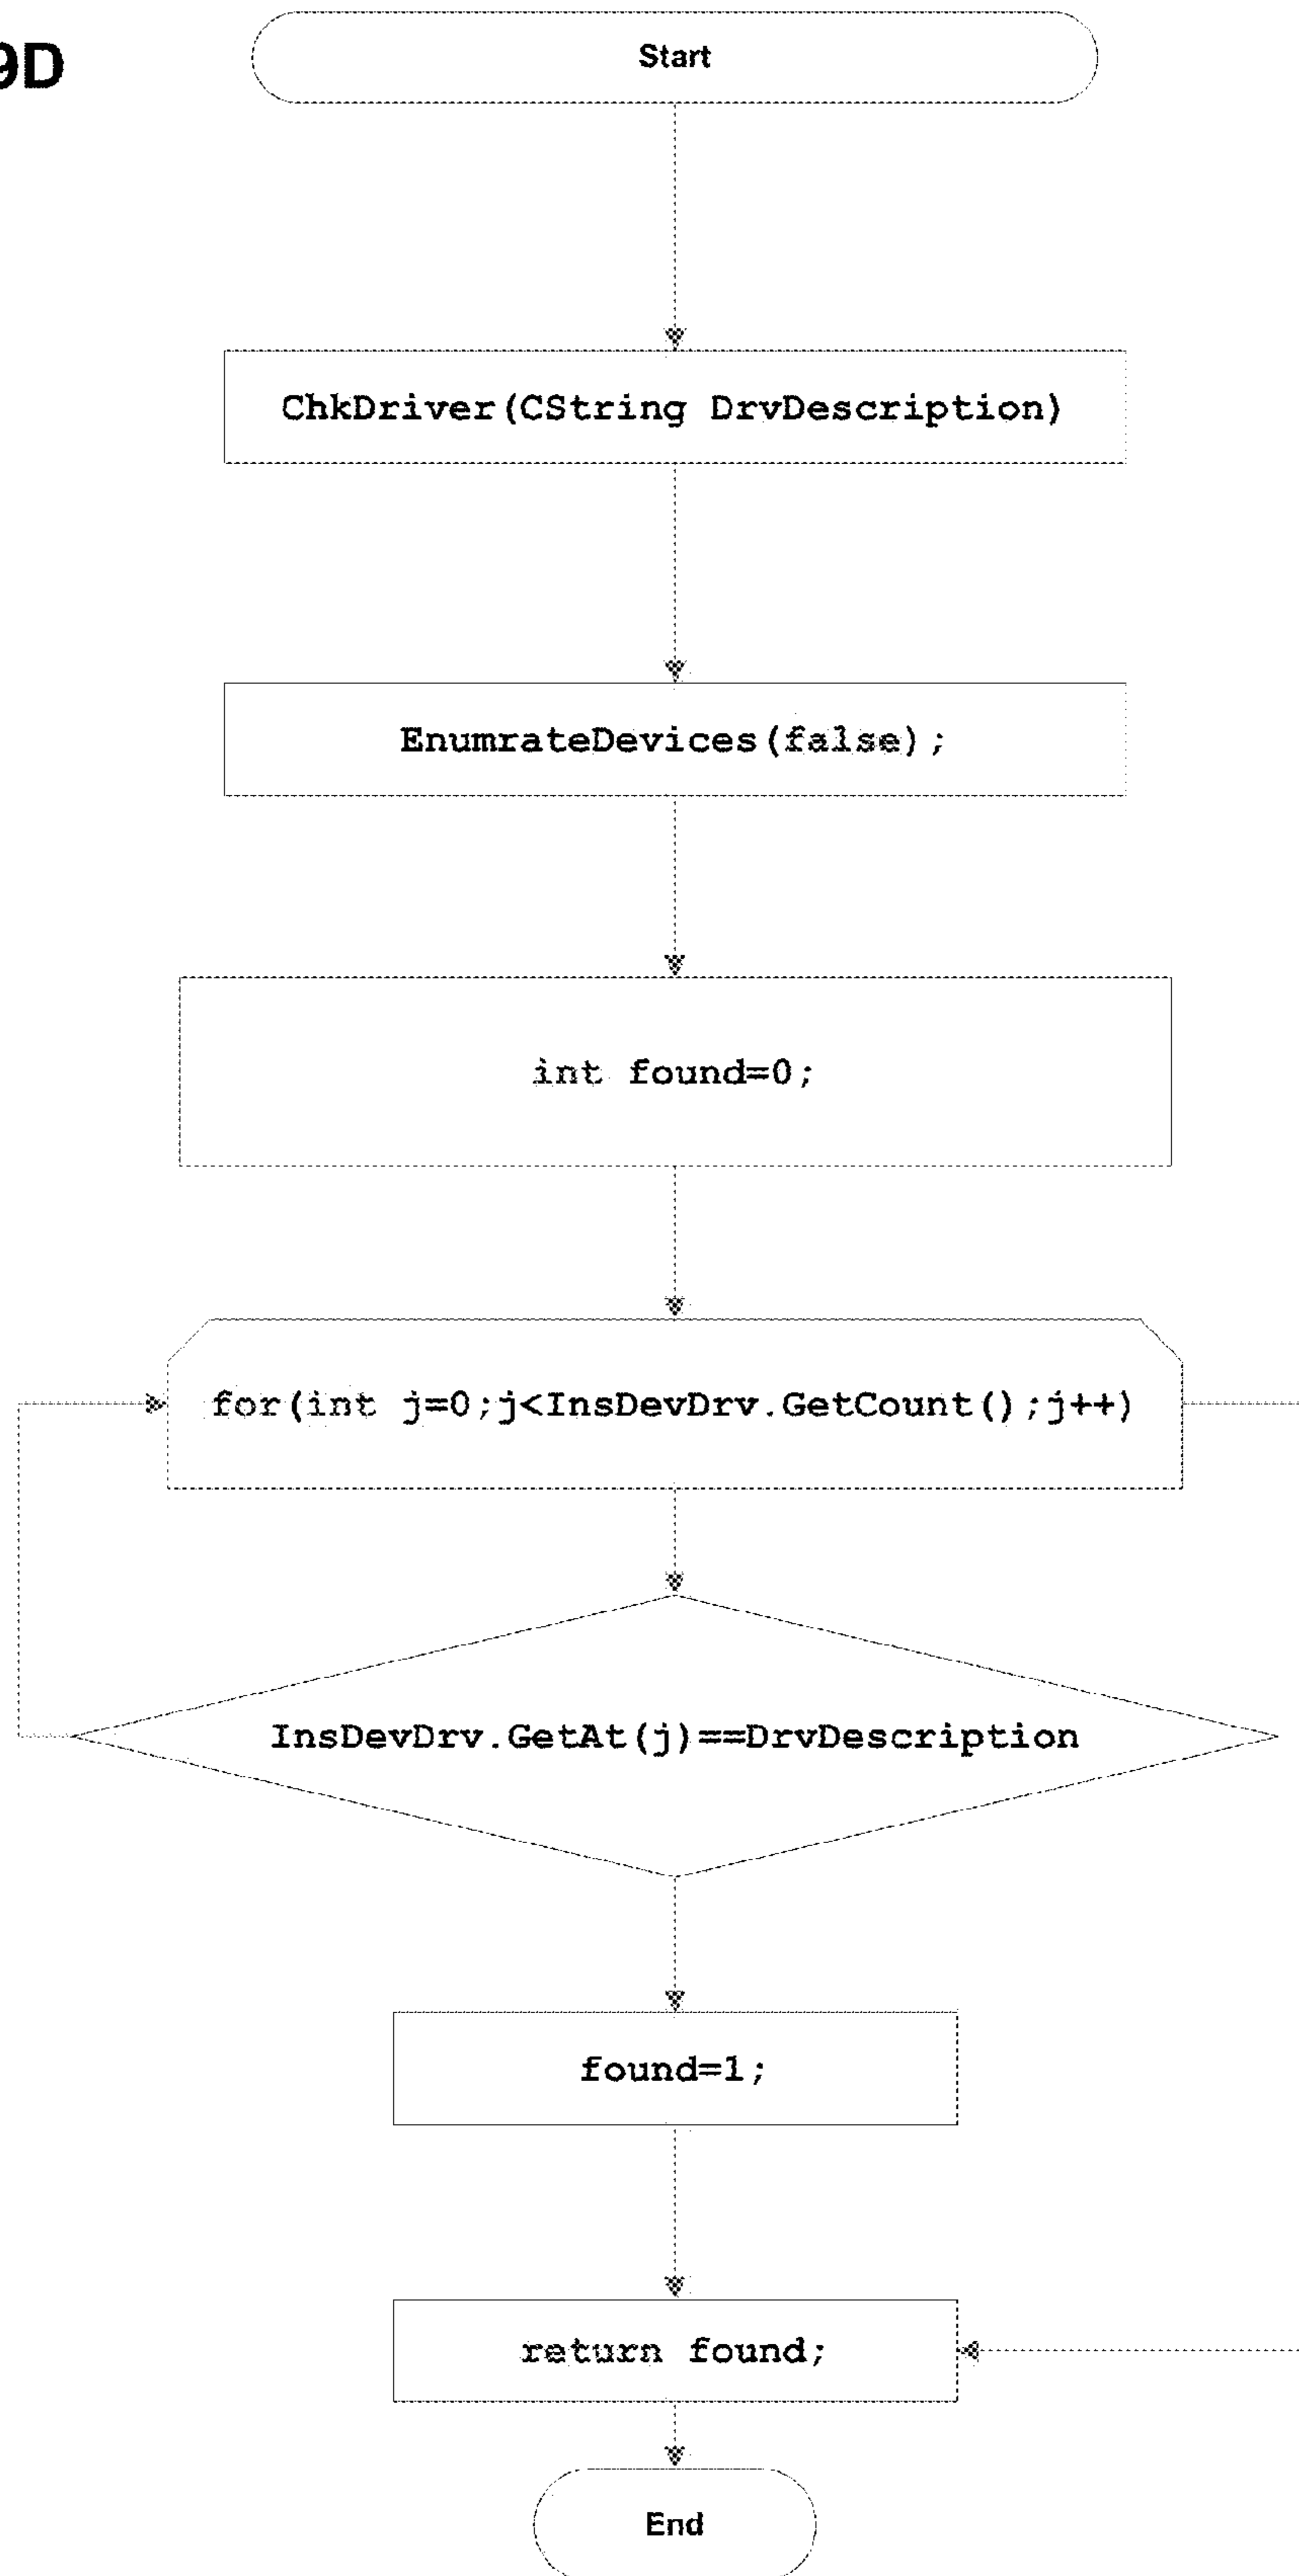 9D
Start
ChkDriver(CString DrvDescription)
EnumrateDevices(false);
int found=0;
for(int j=0;j<InsDevDrv.GetCount();j++)
InsDevDrv.GetAt(j)==DrvDescription
found=1;
return found;
End